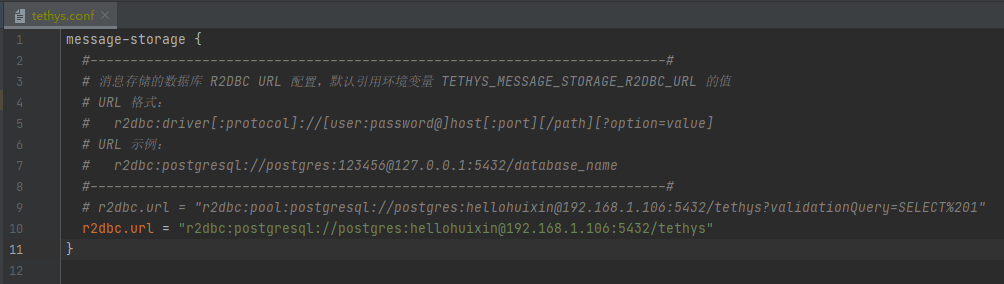 tethys.conf
1 message-storage {
2 #----------------------------------------------------------------------#
3 # 消息存储的数据库 R2DBC URL 配置，默认引用环境变量 TETHYS_MESSAGE_STORAGE_R2DBC_URL 的值
4 # URL 格式：
5 #   r2dbc:driver[:protocol]://[user:password@]host[:port][/path][?option=value]
6 # URL 示例：
7 #   r2dbc:postgresql://postgres:123456@127.0.0.1:5432/database_name
8 #----------------------------------------------------------------------#
9 # r2dbc.url = "r2dbc:pool:postgresql://postgres:hellohuixin@192.168.1.106:5432/tethys?validationQuery=SELECT%201"
10 r2dbc.url = "r2dbc:postgresql://postgres:hellohuixin@192.168.1.106:5432/tethys"
11 }
12